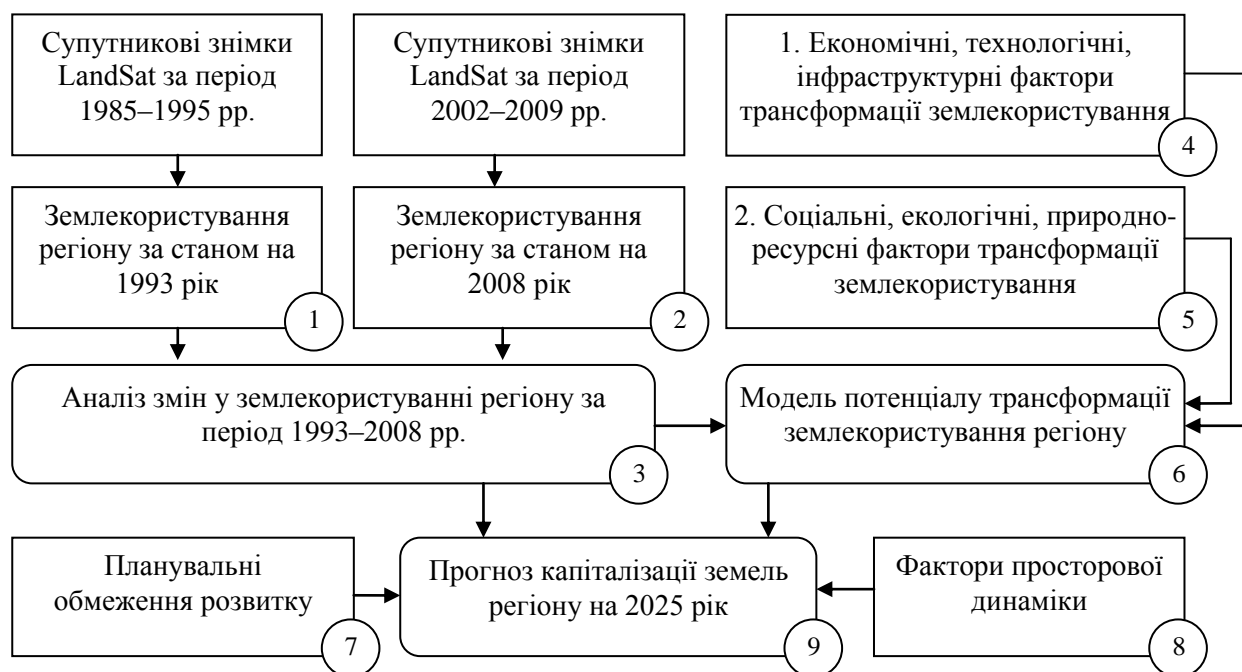 Супутникові знімки
LandSat за період
1985–1995 рр.
Супутникові знімки
LandSat за період
2002–2009 рр.
1. Економічні, технологічні,
інфраструктурні фактори
трансформації землекористування
4
Землекористування
регіону за станом на
1993 рік
1
Землекористування
регіону за станом на
2008 рік
2
2. Соціальні, екологічні, природно-
ресурсні фактори трансформації
землекористування
5
Аналіз змін у землекористуванні регіону за
період 1993–2008 рр.
3
Модель потенціалу трансформації
землекористування регіону
6
Планувальні
обмеження розвитку
7
Прогноз капіталізації земель
регіону на 2025 рік
9
Фактори просторової
динаміки
8